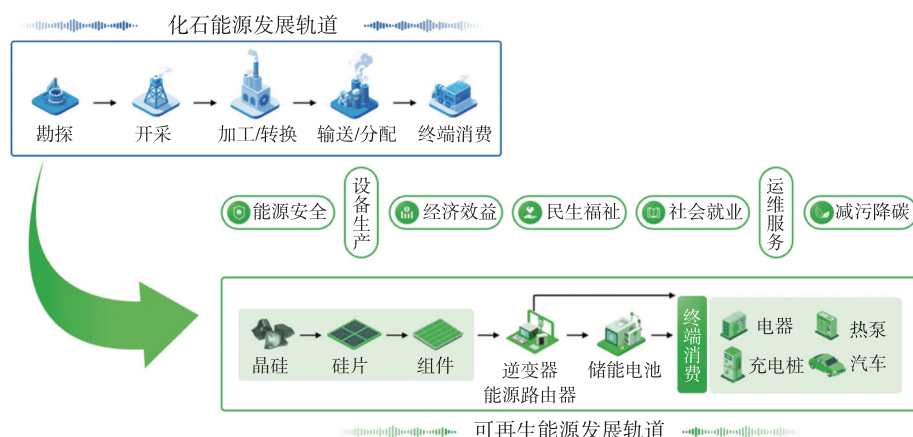 化石能源发展轨道
勘探
开采
加工/转换
输送/分配
终端消费
能源安全
设备生产
经济效益
民生福祉
社会就业
运维服务
减污降碳
晶硅
硅片
组件
逆变器
能源路由器
储能电池
终端消费
电器
热泵
充电桩
汽车
可再生能源发展轨道